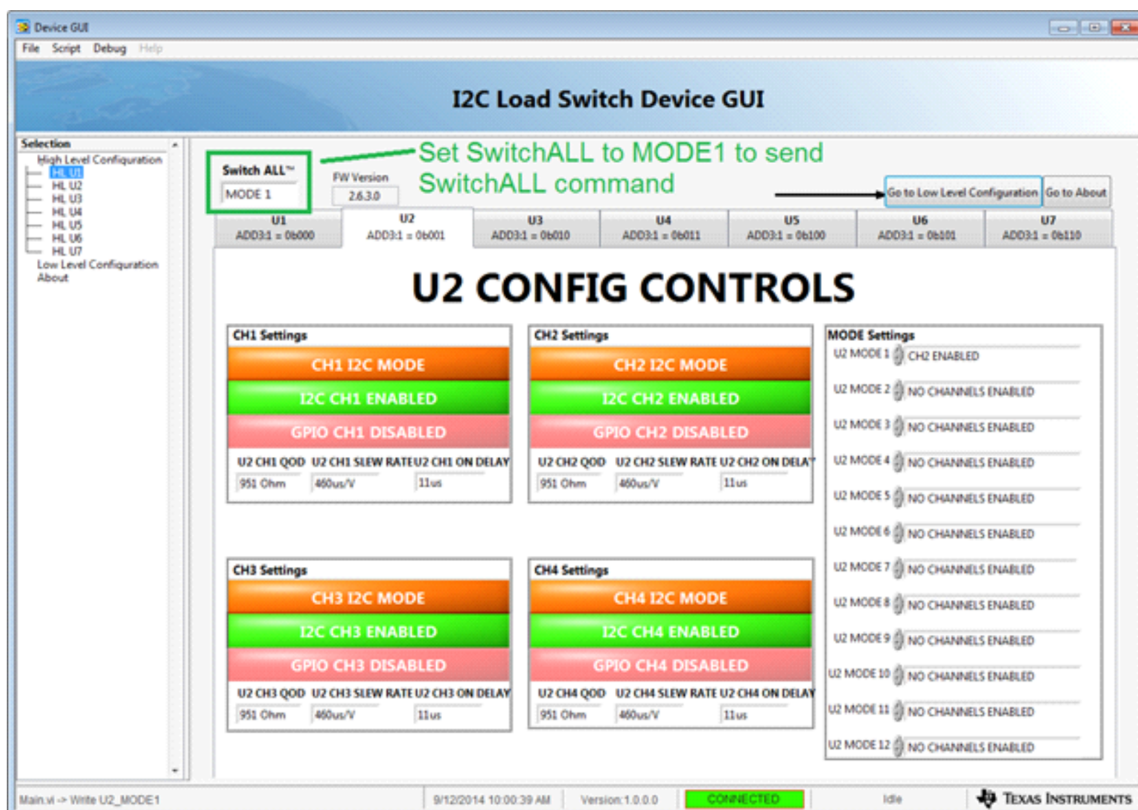 Device GUI
File Script Debug Help
I2C Load Switch Device GUI
Selection
High Level Configuration
HL U1
HL U2
HL U3
HL U4
HL U5
HL U6
HL U7
Low Level Configuration
About
Switch ALL™
MODE 1
FW Version
2.6.3.0
Set SwitchALL to MODE1 to send
SwitchALL command
Go to Low Level Configuration Go to About
U1 U2 U3 U4 U5 U6 U7
ADD3:1 = 0b000 ADD3:1 = 0b001 ADD3:1 = 0b010 ADD3:1 = 0b011 ADD3:1 = 0b100 ADD3:1 = 0b101 ADD3:1 = 0b110
U2 CONFIG CONTROLS
CH1 Settings
CH1 I2C MODE
I2C CH1 ENABLED
GPIO CH1 DISABLED
U2 CH1 QOD U2 CH1 SLEW RATE U2 CH1 ON DELAY
951 Ohm 460us/V 11us
CH2 Settings
CH2 I2C MODE
I2C CH2 ENABLED
GPIO CH2 DISABLED
U2 CH2 QOD U2 CH2 SLEW RATE U2 CH2 ON DELAY
951 Ohm 460us/V 11us
CH3 Settings
CH3 I2C MODE
I2C CH3 ENABLED
GPIO CH3 DISABLED
U2 CH3 QOD U2 CH3 SLEW RATE U2 CH3 ON DELAY
951 Ohm 460us/V 11us
CH4 Settings
CH4 I2C MODE
I2C CH4 ENABLED
GPIO CH4 DISABLED
U2 CH4 QOD U2 CH4 SLEW RATE U2 CH4 ON DELAY
951 Ohm 460us/V 11us
MODE Settings
U2 MODE 1 CH2 ENABLED
U2 MODE 2 NO CHANNELS ENABLED
U2 MODE 3 NO CHANNELS ENABLED
U2 MODE 4 NO CHANNELS ENABLED
U2 MODE 5 NO CHANNELS ENABLED
U2 MODE 6 NO CHANNELS ENABLED
U2 MODE 7 NO CHANNELS ENABLED
U2 MODE 8 NO CHANNELS ENABLED
U2 MODE 9 NO CHANNELS ENABLED
U2 MODE 10 NO CHANNELS ENABLED
U2 MODE 11 NO CHANNELS ENABLED
U2 MODE 12 NO CHANNELS ENABLED
Main.vi -> Write U2_MODE1 9/12/2014 10:00:39 AM Version:1.0.0.0 CONNECTED Idle TEXAS INSTRUMENTS